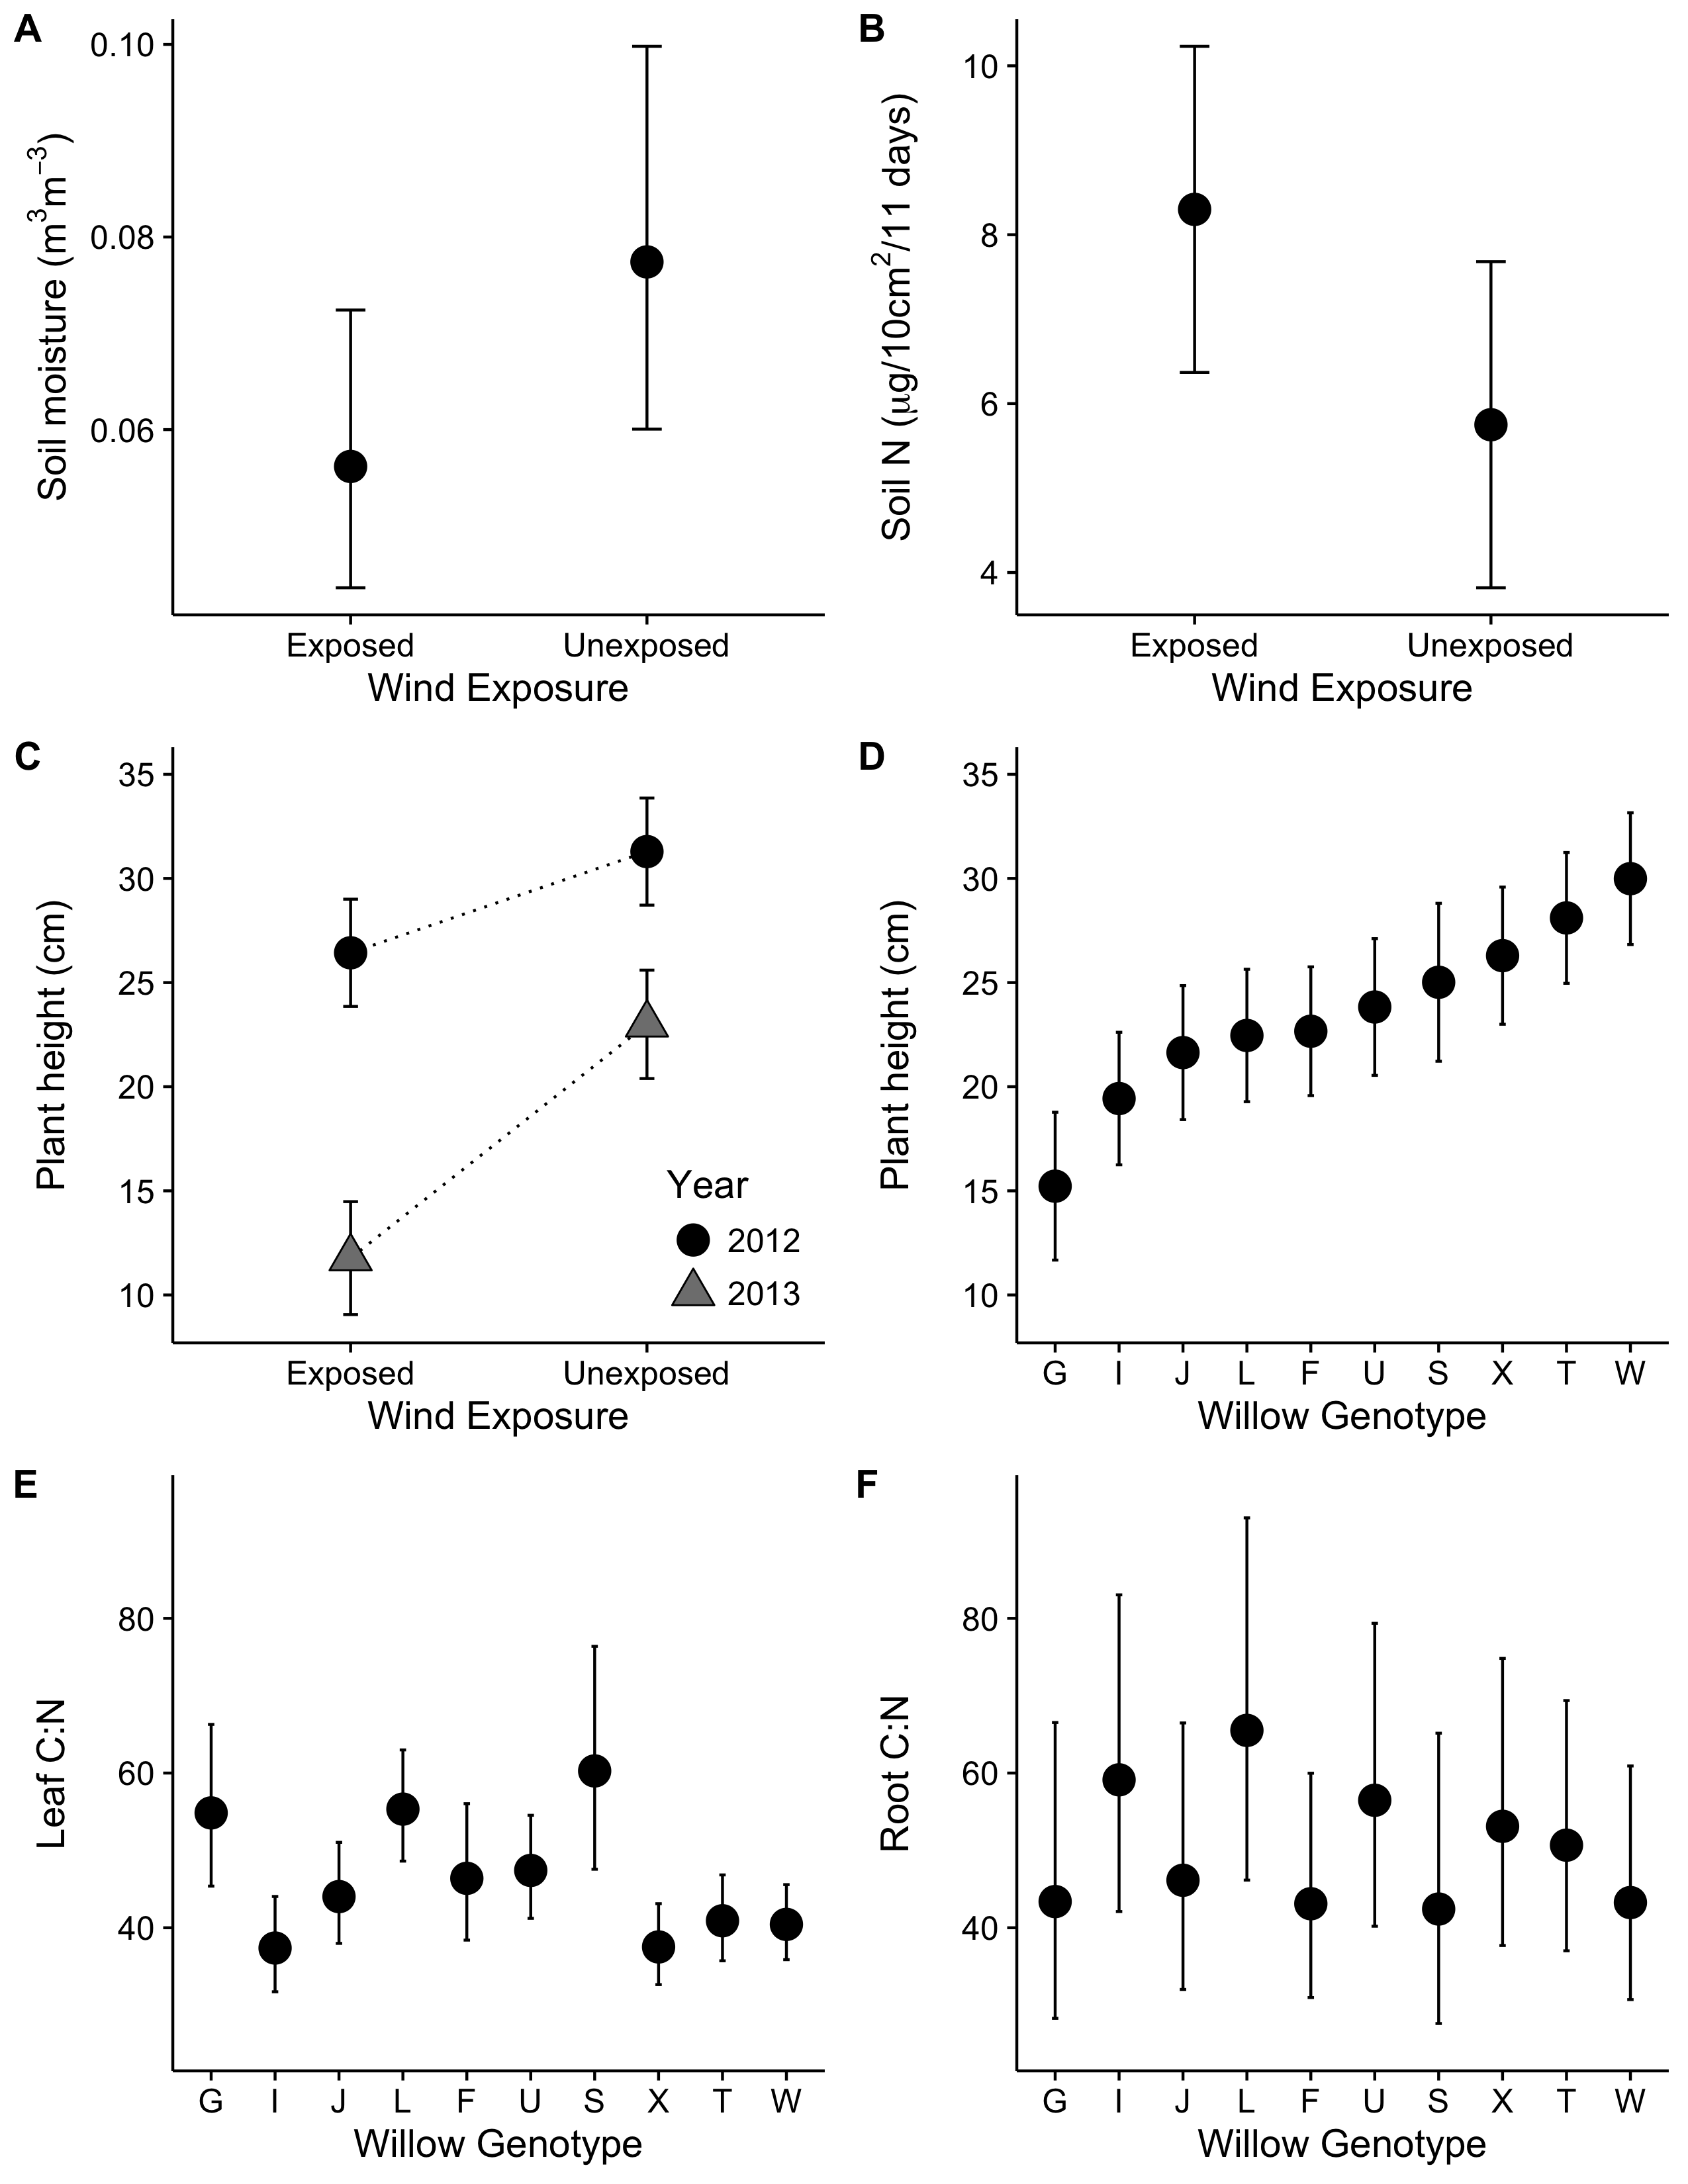 A
0.10
0.08
0.06
Soil moisture (m³m⁻³)
Exposed Unexposed
Wind Exposure
B
10
8
6
4
Soil N (μg/10cm²/11 days)
Exposed Unexposed
Wind Exposure
C
35
30
25
20
15
10
Plant height (cm)
Year
2012
2013
Exposed Unexposed
Wind Exposure
D
35
30
25
20
15
10
Plant height (cm)
G I J L F U S X T W
Willow Genotype
E
80
60
40
Leaf C:N
G I J L F U S X T W
Willow Genotype
F
80
60
40
Root C:N
G I J L F U S X T W
Willow Genotype